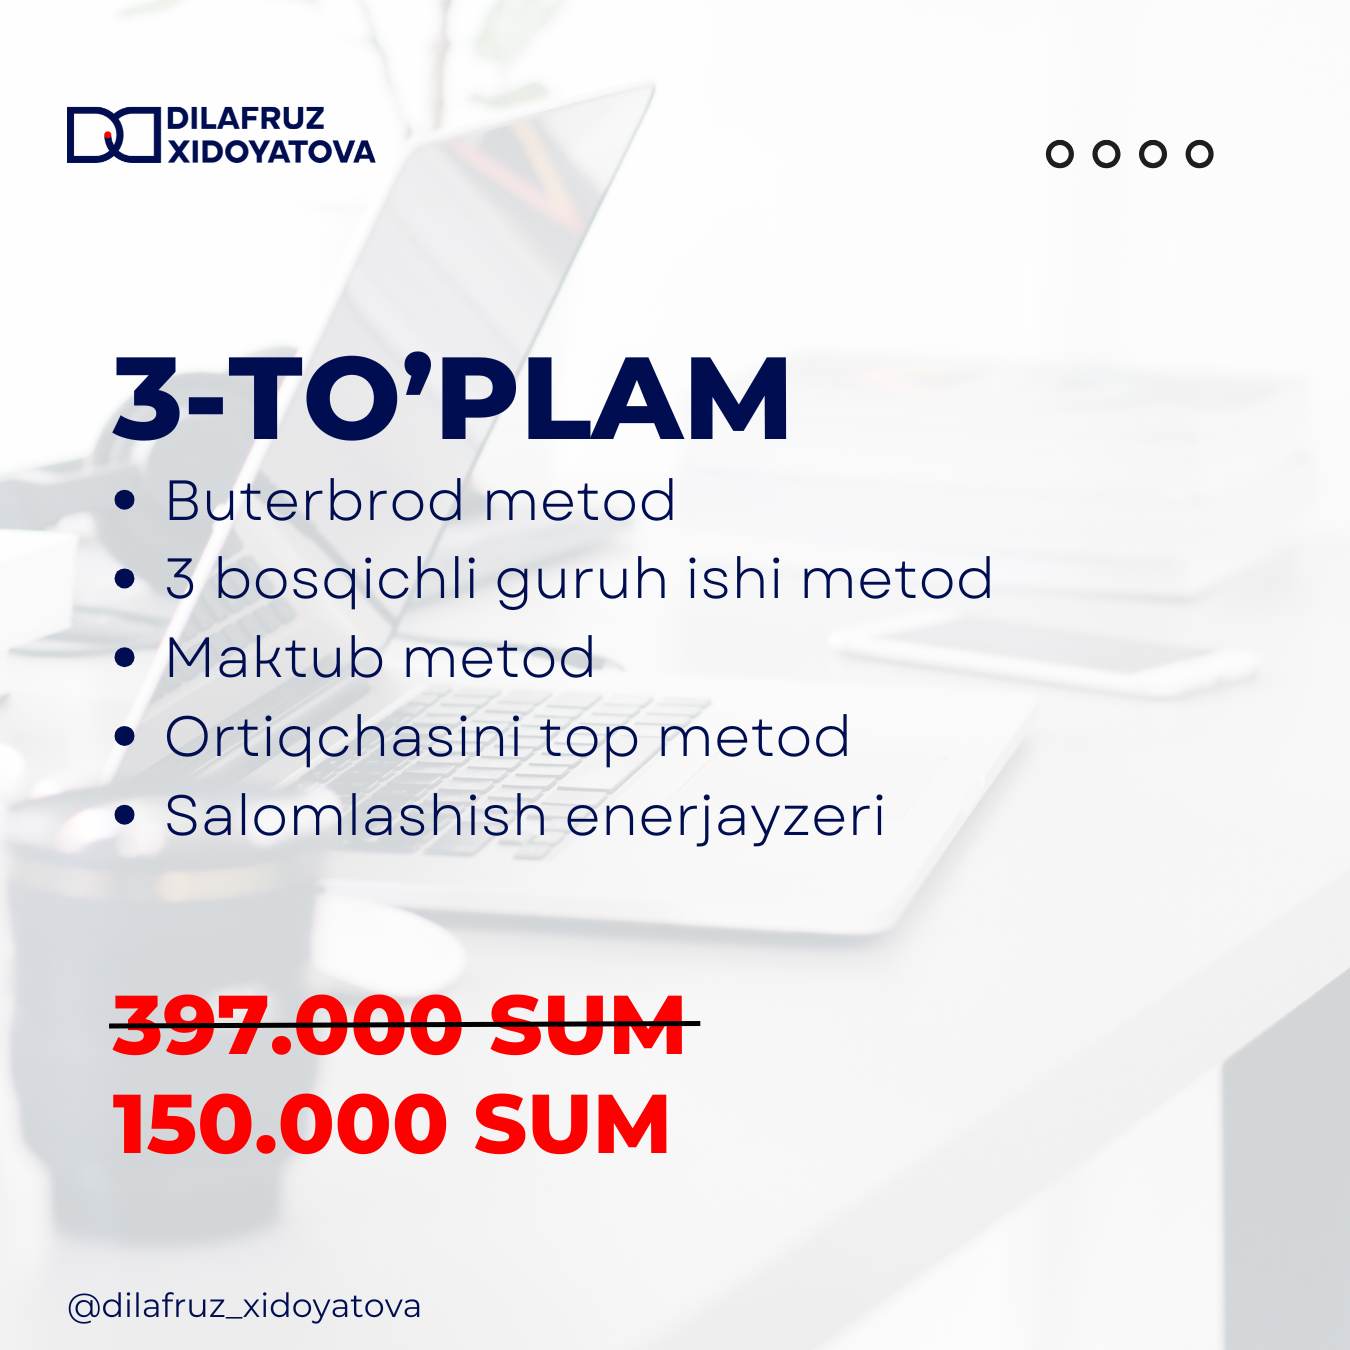 DILAFRUZ
XIDOYATOVA
3-TO’PLAM
• Buterbrod metod
• 3 bosqichli guruh ishi metod
• Maktub metod
• Ortiqchasini top metod
• Salomlashish enerjayzeri
397.000 SUM
150.000 SUM
@dilafruz_xidoyatova